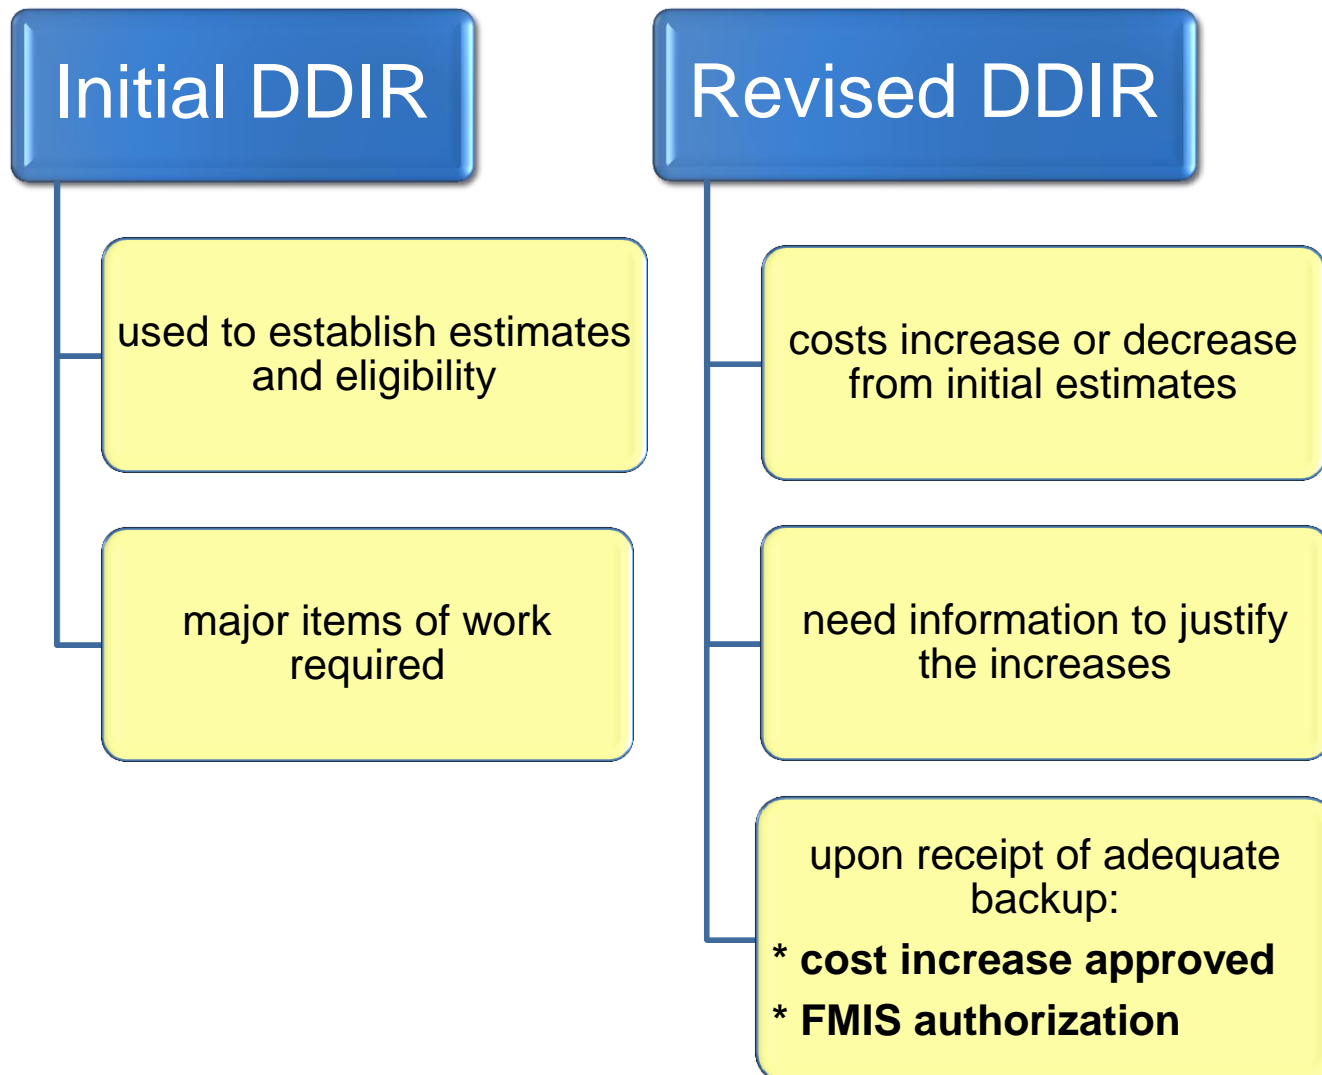 Initial DDIR
used to establish estimates
and eligibility
major items of work
required
Revised DDIR
costs increase or decrease
from initial estimates
need information to justify
the increases
upon receipt of adequate
backup:
* cost increase approved
* FMIS authorization